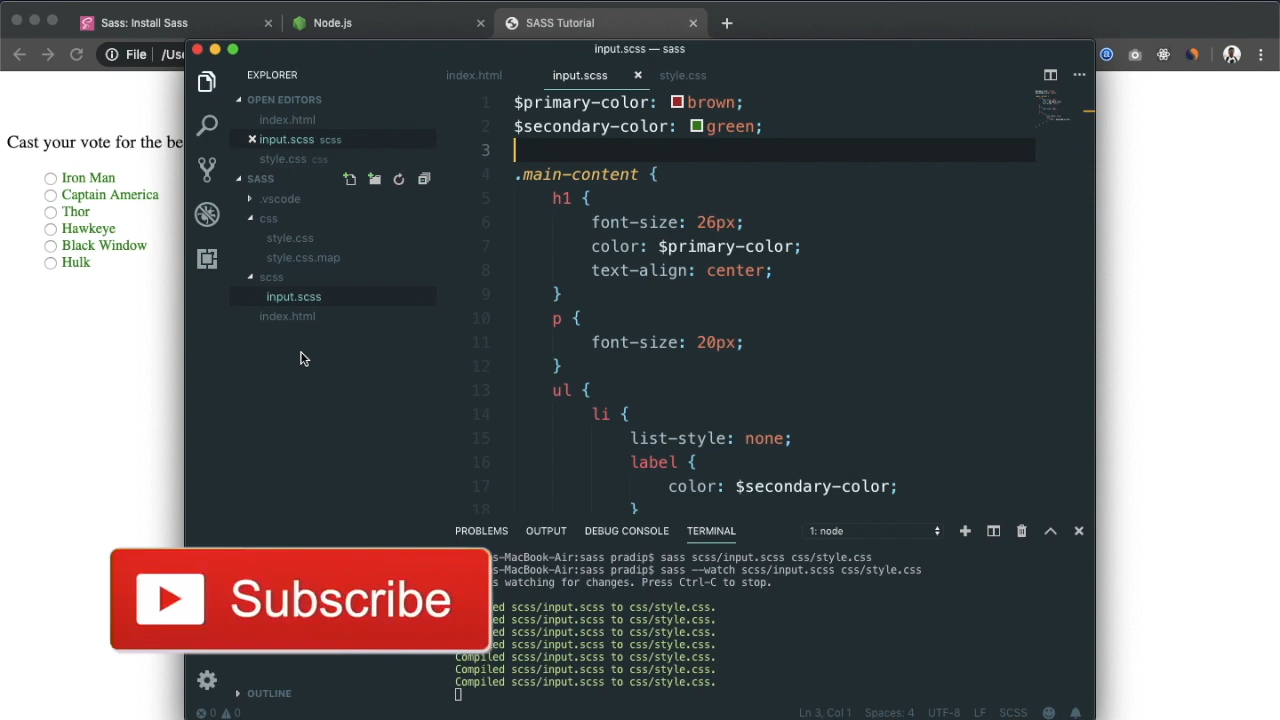 Sass: Install Sass
Node.js
SASS Tutorial
File
/Use
input.scss — sass
EXPLORER
index.html
input.scss
style.css
OPEN EDITORS
index.html
input.scss scss
style.css css
SASS
.vscode
css
style.css
style.css.map
scss
input.scss
index.html
Cast your vote for the be
Iron Man
Captain America
Thor
Hawkeye
Black Window
Hulk
1 $primary-color: brown;
2 $secondary-color: green;
3
4 .main-content {
5 h1 {
6 font-size: 26px;
7 color: $primary-color;
8 text-align: center;
9 }
10 p {
11 font-size: 20px;
12 }
13 ul {
14 li {
15 list-style: none;
16 label {
17 color: $secondary-color;
18 }
PROBLEMS OUTPUT DEBUG CONSOLE TERMINAL 1: node
s-MacBook-Air:sass pradip$ sass scss/input.scss css/style.css
s-MacBook-Air:sass pradip$ sass --watch scss/input.scss css/style.css
s watching for changes. Press Ctrl-C to stop.
ed scss/input.scss to css/style.css.
ed scss/input.scss to css/style.css.
ed scss/input.scss to css/style.css.
ed scss/input.scss to css/style.css.
Compiled scss/input.scss to css/style.css.
Compiled scss/input.scss to css/style.css.
Compiled scss/input.scss to css/style.css.
Subscribe
OUTLINE
0 0
Ln 3, Col 1 Spaces: 4 UTF-8 LF SCSS